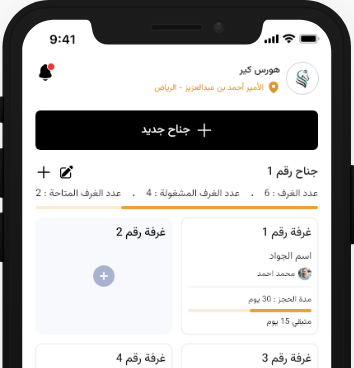 9:41
هورس كير
الأمير أحمد بن عبدالعزيز - الرياض
جناح جديد
جناح رقم 1
عدد الغرف : 6 . عدد الغرف المشغولة : 4 . عدد الغرف المتاحة : 2
غرفة رقم 1
اسم الجواد
محمد احمد
مدة الحجز : 30 يوم
متبقي 15 يوم
غرفة رقم 2
غرفة رقم 3
غرفة رقم 4